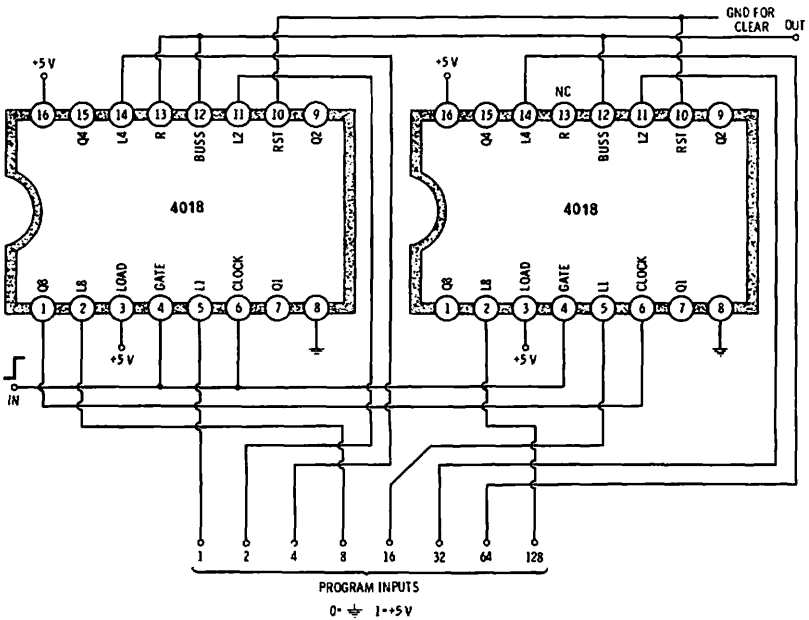 GND FOR
CLEAR OUT
+5 V +5 V
NC
16 15 14 13 12 11 10 9 16 15 14 13 12 11 10 9
Q4 L4 R BUSS L2 RST Q2 Q4 L4 R BUSS L2 RST Q2
4018 4018
Q8 L8 LOAD GATE L1 CLOCK Q1 Q8 L8 LOAD GATE L1 CLOCK Q1
1 2 3 4 5 6 7 8 1 2 3 4 5 6 7 8
+5 V +5 V
IN
1 2 4 8 16 32 64 128
PROGRAM INPUTS
0= 1=+5 V